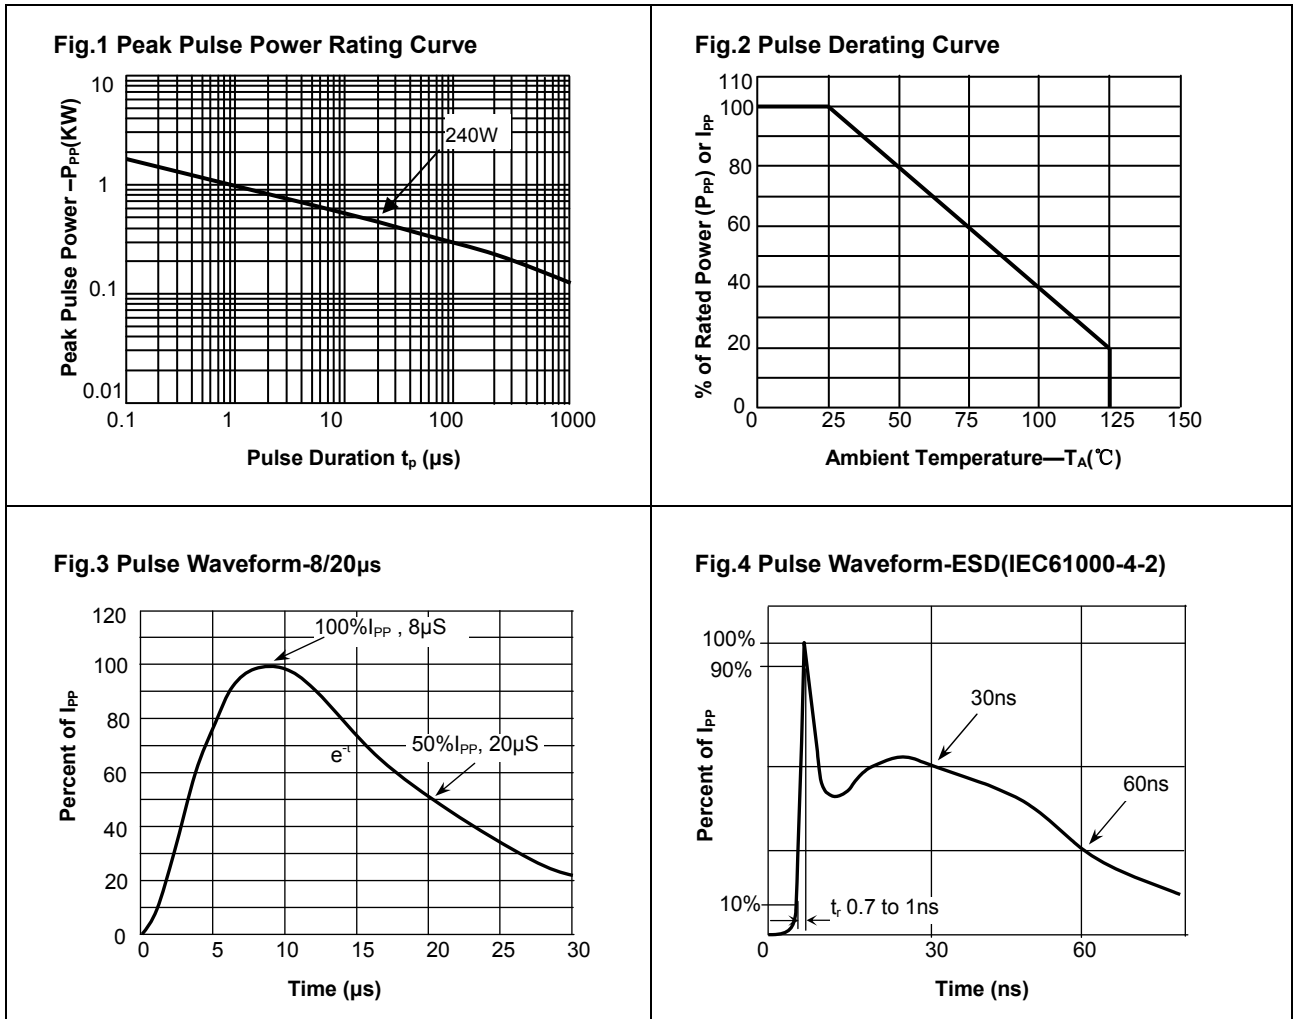 Fig.1 Peak Pulse Power Rating Curve
Peak Pulse Power –PPP(KW)
10
1
0.1
0.01
240W
0.1 1 10 100 1000
Pulse Duration tp (µs)
Fig.2 Pulse Derating Curve
% of Rated Power (PPP) or IPP
110
100
80
60
40
20
0
25 50 75 100 125 150
Ambient Temperature—TA(℃)
Fig.3 Pulse Waveform-8/20µs
Percent of IPP
120
100
80
60
40
20
0
100%IPP , 8µS
e-t
50%IPP, 20µS
0 5 10 15 20 25 30
Time (µs)
Fig.4 Pulse Waveform-ESD(IEC61000-4-2)
Percent of IPP
100%
90%
10%
30ns
60ns
tr 0.7 to 1ns
0 30 60
Time (ns)